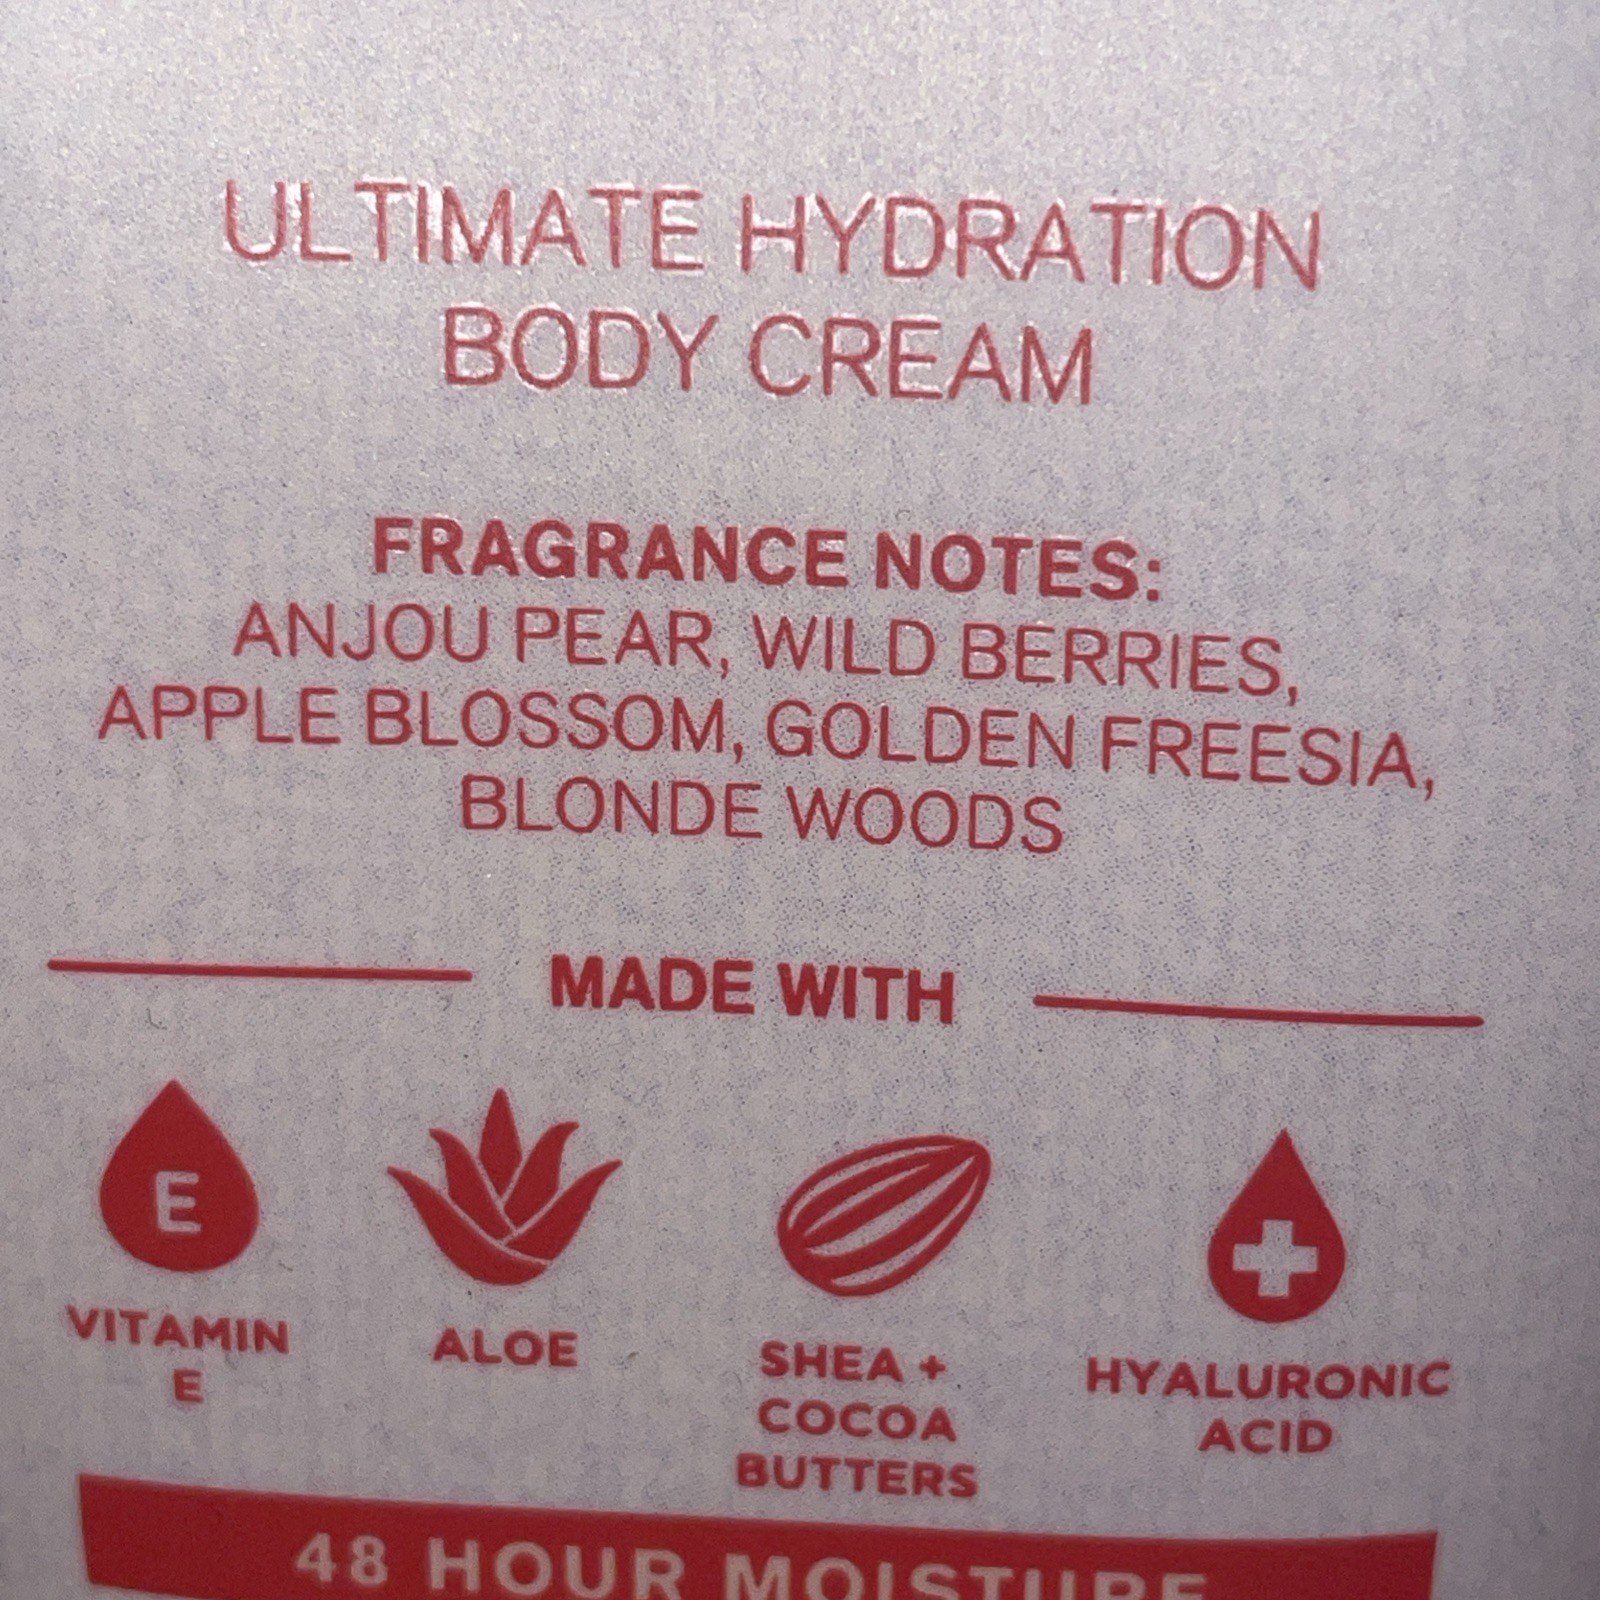 ULTIMATE HYDRATION
BODY CREAM
FRAGRANCE NOTES:
ANJOU PEAR, WILD BERRIES,
APPLE BLOSSOM, GOLDEN FREESIA,
BLONDE WOODS
MADE WITH
E
VITAMIN
E
ALOE
SHEA +
COCOA
BUTTERS
HYALURONIC
ACID
48 HOUR MOISTURE